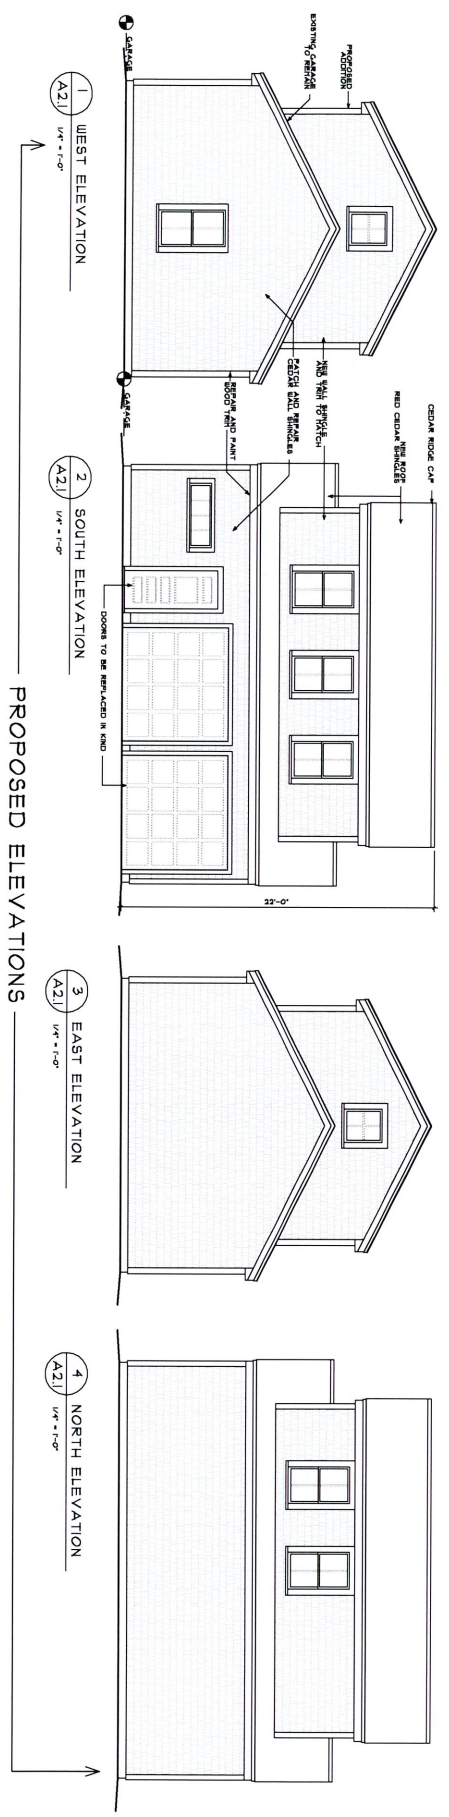 PROPOSED
ADDITION
EXISTING GARAGE
TO REMAIN
GARAGE
1
A2.1
WEST ELEVATION
1/4" = 1'-0"
CEDAR RIDGE CAP
NEW ROOF
RED CEDAR SHINGLES
NEW WALL SHINGLE
AND TRIM TO MATCH
PATCH AND REPAIR
CEDAR WALL SHINGLES
REPAIR AND PAINT
WOOD TRIM
GARAGE
2
A2.1
SOUTH ELEVATION
1/4" = 1'-0"
DOORS TO BE REPLACED IN KIND
22'-0"
3
A2.1
EAST ELEVATION
1/4" = 1'-0"
4
A2.1
NORTH ELEVATION
1/4" = 1'-0"
PROPOSED ELEVATIONS